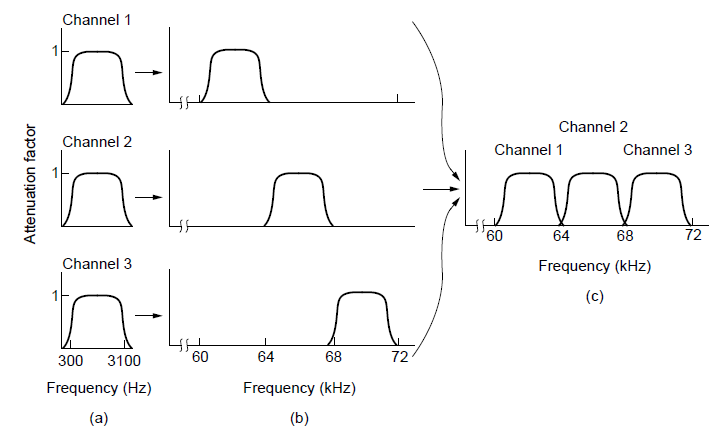 Channel 1
1
Channel 2
1
Channel 3
1
Attenuation factor
300 3100
Frequency (Hz)
(a)
60 64 68 72
Frequency (kHz)
(b)
Channel 2
Channel 1 Channel 3
60 64 68 72
Frequency (kHz)
(c)